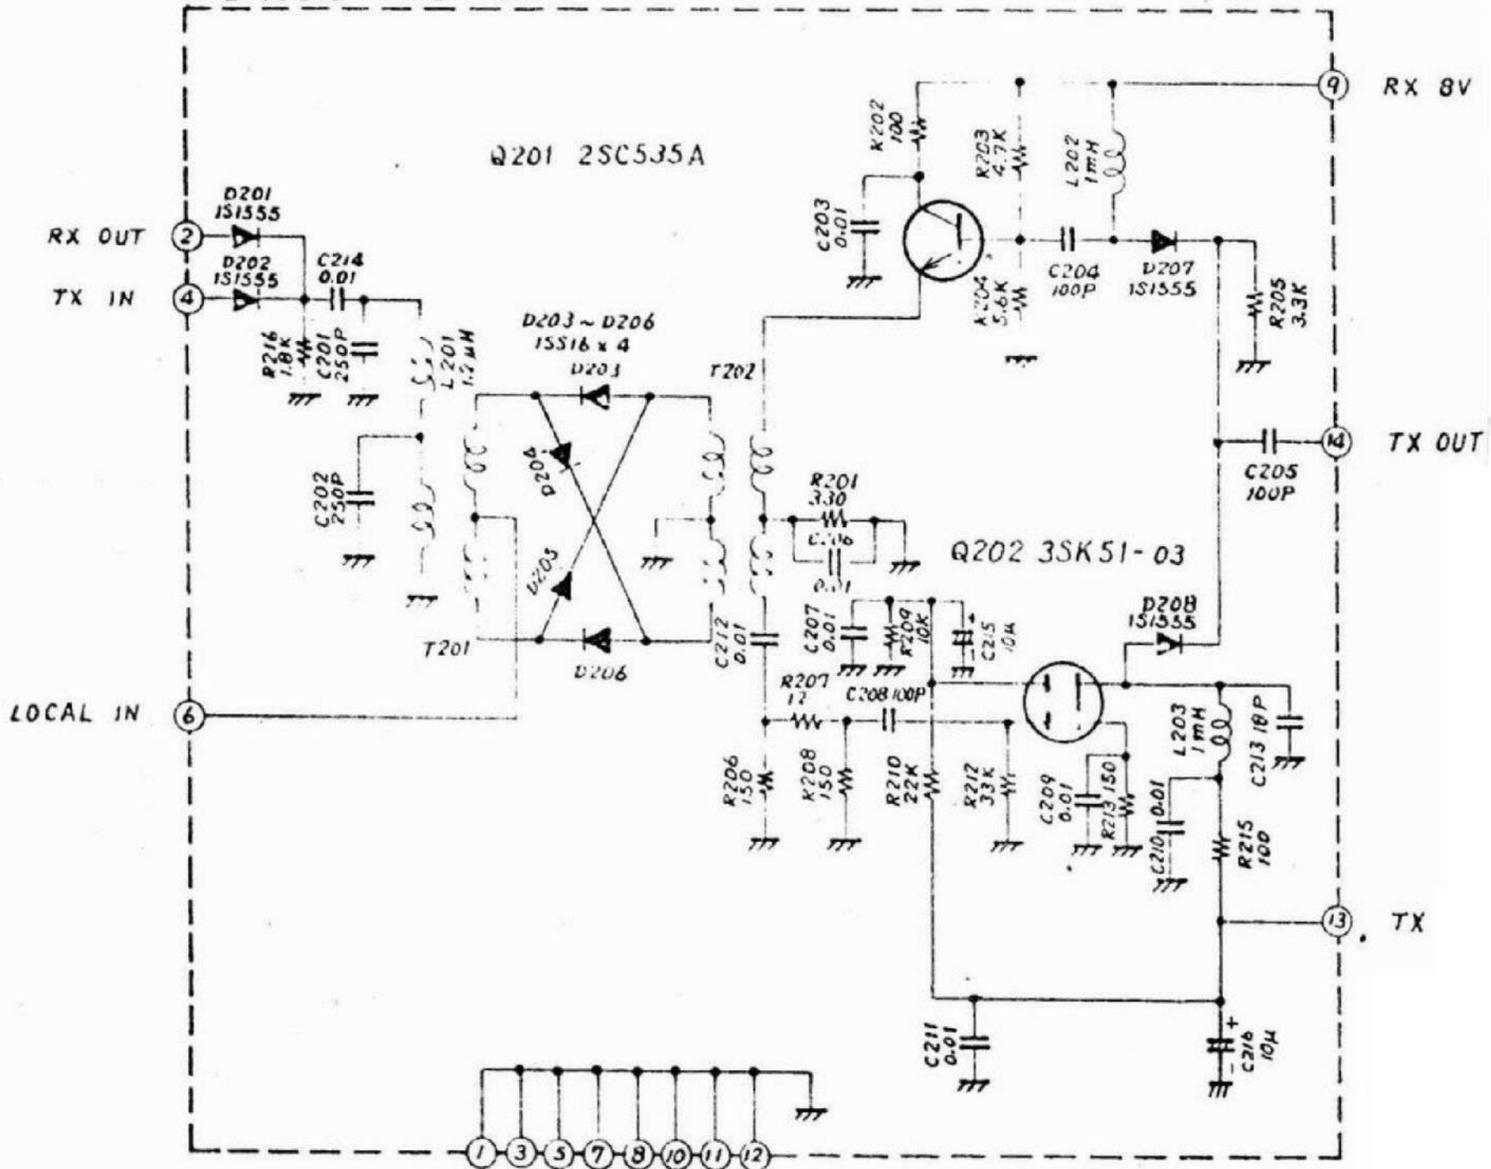 9
RX 8V
Q201 2SC535A
R202
100
R203
4.7K
L202
1mH
C203
0.01
D201
1S1555
RX OUT
2
D202
1S1555
TX IN
4
C214
0.01
C204
100P
D207
1S1555
R204
5.6K
R205
3.3K
R216
1.8K
C201
250P
L201
1.2μH
D203 ~ D206
1SS16 x 4
D203
T202
D204
C202
250P
14
TX OUT
C205
100P
R201
330
C206
0.01
Q202 3SK51-03
D205
D208
1S1555
T201
D206
C212
0.01
C207
0.01
R209
10K
C215
10μ
+
LOCAL IN
6
R207
12
C208 100P
L203
1mH
C213 18P
R206
150
R208
150
R210
22K
R212
33K
C209
0.01
R213 150
C210 0.01
R215
100
13
TX
C211
0.01
+
C216
10μ
1
3
5
7
8
10
11
12